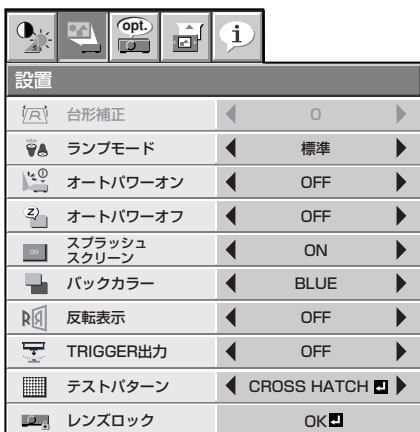 opt.
i
設置
台形補正 0
ランプモード 標準
オートパワーオン OFF
オートパワーオフ OFF
ON スプラッシュ
スクリーン ON
バックカラー BLUE
反転表示 OFF
TRIGGER出力 OFF
テストパターン CROSS HATCH
レンズロック OK